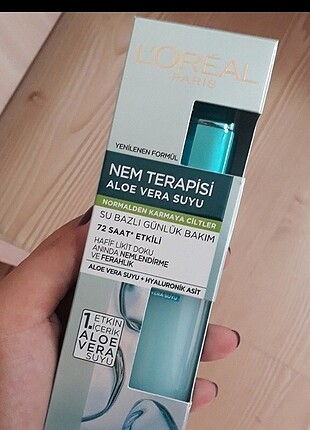 L'ORÉAL
PARIS
YENİLENEN FORMÜL
NEM TERAPİSİ
ALOE VERA SUYU
NORMALDEN KARMAYA CİLTLER
SU BAZLI GÜNLÜK BAKIM
72 SAAT* ETKİLİ
HAFİF LİKİT DOKU
ANINDA NEMLENDİRME
VE FERAHLIK
ALOE VERA SUYU + HYALURONİK ASİT
VERA SUYU
1. ETKİN
İÇERİK
ALOE
VERA
SUYU